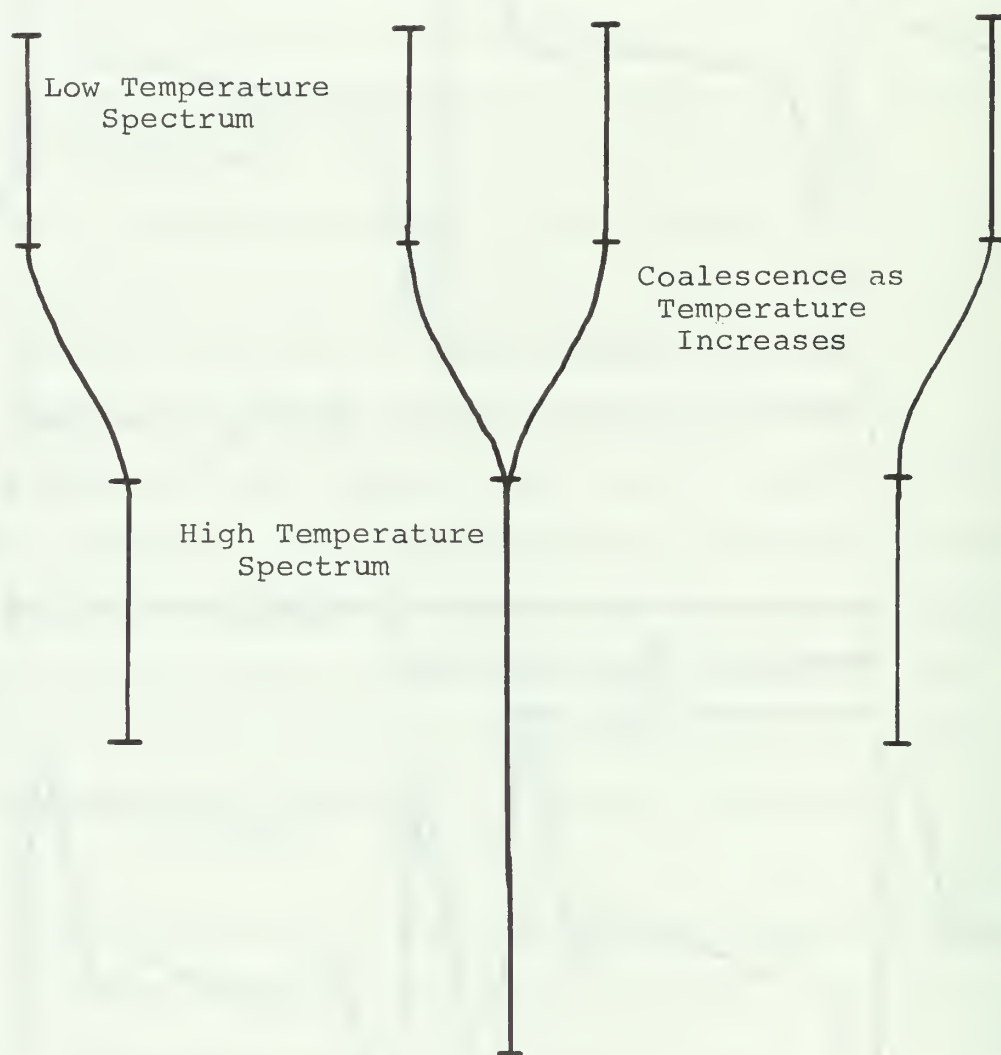 Low Temperature
Spectrum
Coalescence as
Temperature
Increases
High Temperature
Spectrum